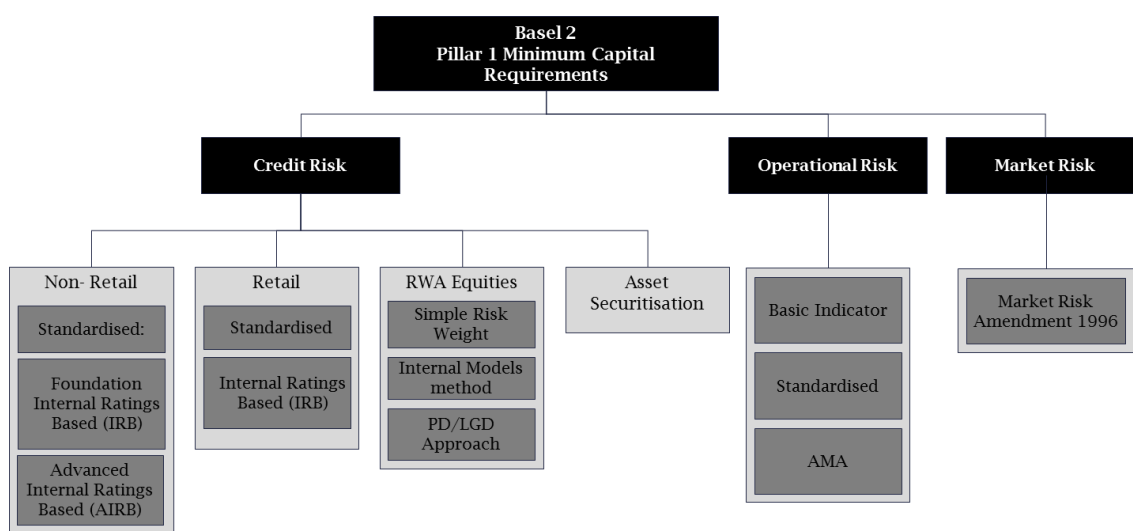 Basel 2
Pillar 1 Minimum Capital
Requirements
Credit Risk
Operational Risk
Market Risk
Non- Retail
Standardised:
Foundation
Internal Ratings
Based (IRB)
Advanced
Internal Ratings
Based (AIRB)
Retail
Standardised
Internal Ratings
Based (IRB)
RWA Equities
Simple Risk
Weight
Internal Models
method
PD/LGD
Approach
Asset
Securitisation
Basic Indicator
Standardised
AMA
Market Risk
Amendment 1996